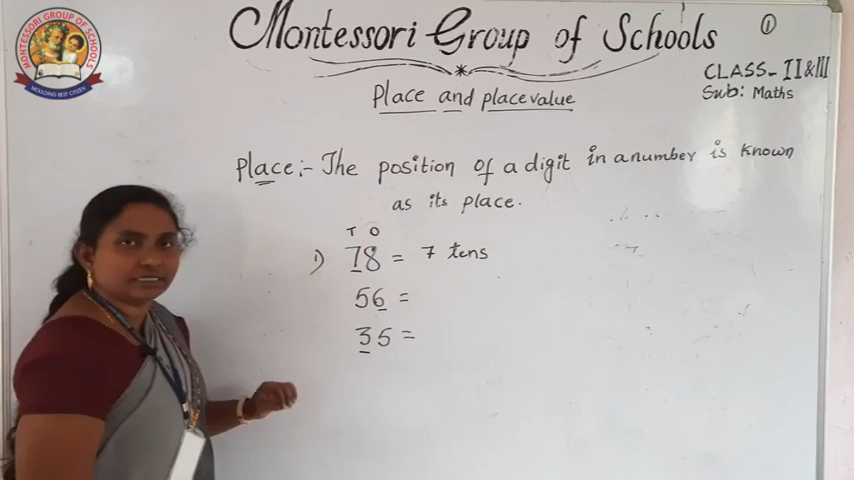 MONTESSORI GROUP OF SCHOOLS
MOULDING BEST CITIZEN
Montessori Group of Schools
1
CLASS - II & III
Sub: Maths
Place and place value
Place :- The position of a digit in a number is known
as its place.
T O
1) 78 = 7 tens
56 =
35 =